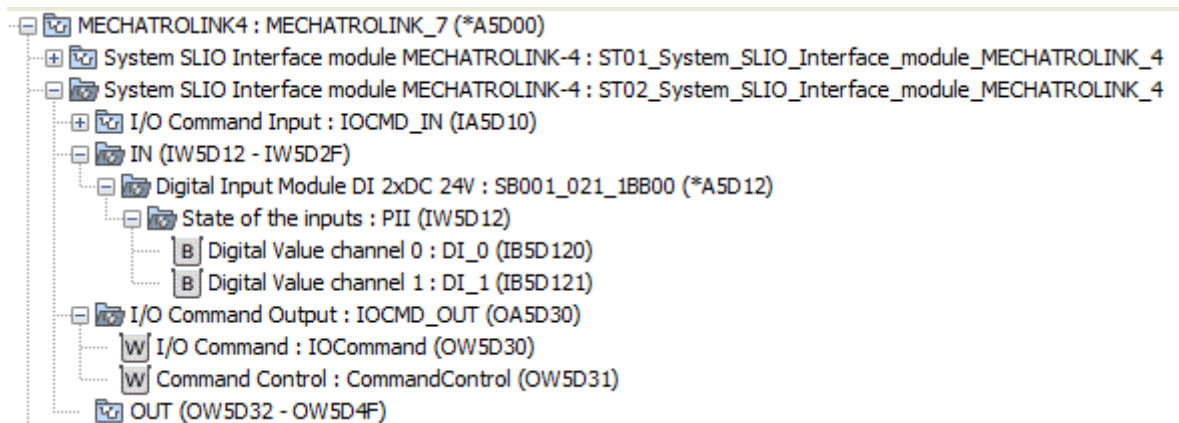 MECHATROLINK4 : MECHATROLINK_7 (*A5D00)
System SLIO Interface module MECHATROLINK-4 : ST01_System_SLIO_Interface_module_MECHATROLINK_4
System SLIO Interface module MECHATROLINK-4 : ST02_System_SLIO_Interface_module_MECHATROLINK_4
I/O Command Input : IOCMD_IN (IA5D10)
IN (IW5D12 - IW5D2F)
Digital Input Module DI 2xDC 24V : SB001_021_1BB00 (*A5D12)
State of the inputs : PII (IW5D12)
B Digital Value channel 0 : DI_0 (IB5D120)
B Digital Value channel 1 : DI_1 (IB5D121)
I/O Command Output : IOCMD_OUT (OA5D30)
W I/O Command : IOCommand (OW5D30)
W Command Control : CommandControl (OW5D31)
OUT (OW5D32 - OW5D4F)